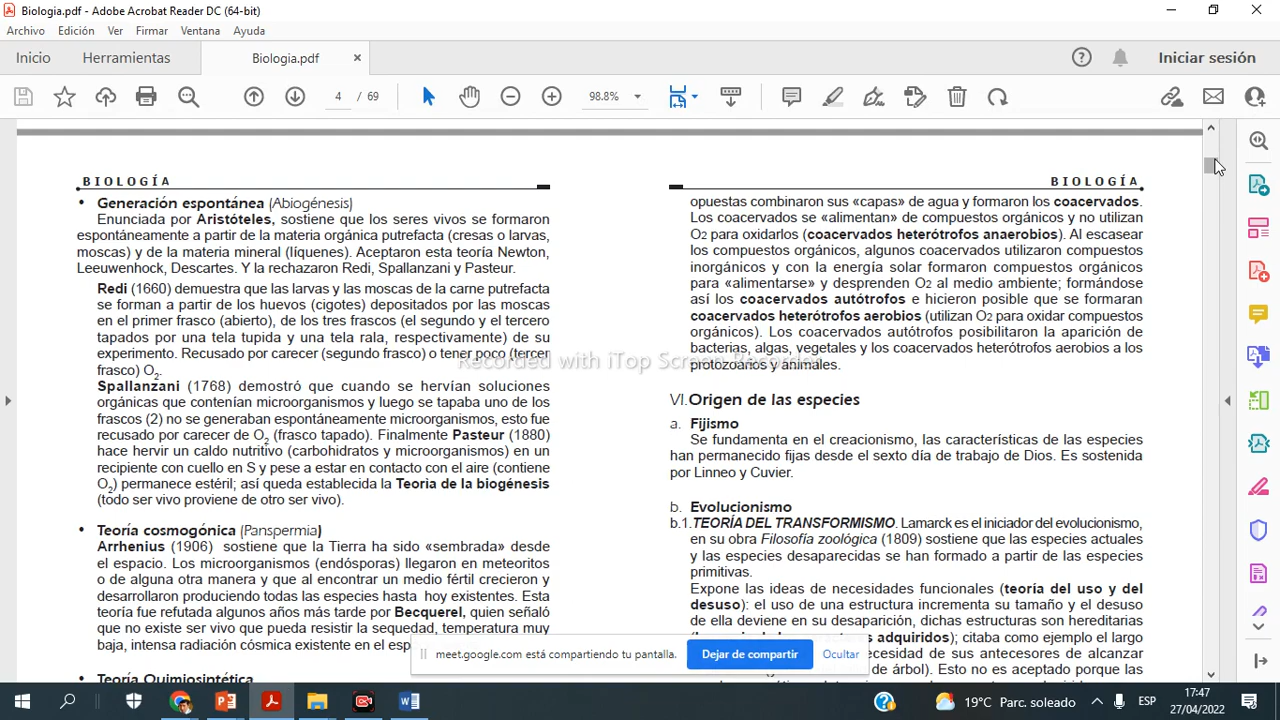 Biologia.pdf - Adobe Acrobat Reader DC (64-bit)
Archivo Edición Ver Firmar Ventana Ayuda
Inicio Herramientas Biologia.pdf × Iniciar sesión
4 / 69 98.8%
BIOLOGÍA
• Generación espontánea (Abiogénesis)
Enunciada por Aristóteles, sostiene que los seres vivos se formaron
espontáneamente a partir de la materia orgánica putrefacta (cresas o larvas,
moscas) y de la materia mineral (líquenes). Aceptaron esta teoría Newton,
Leeuwenhock, Descartes. Y la rechazaron Redi, Spallanzani y Pasteur.
Redi (1660) demuestra que las larvas y las moscas de la carne putrefacta
se forman a partir de los huevos (cigotes) depositados por las moscas
en el primer frasco (abierto), de los tres frascos (el segundo y el tercero
tapados por una tela tupida y una tela rala, respectivamente) de su
experimento. Recusado por carecer (segundo frasco) o tener poco (tercer
frasco) O2.
Spallanzani (1768) demostró que cuando se hervían soluciones
orgánicas que contenían microorganismos y luego se tapaba uno de los
frascos (2) no se generaban espontáneamente microorganismos, esto fue
recusado por carecer de O2 (frasco tapado). Finalmente Pasteur (1880)
hace hervir un caldo nutritivo (carbohidratos y microorganismos) en un
recipiente con cuello en S y pese a estar en contacto con el aire (contiene
O2) permanece estéril; así queda establecida la Teoria de la biogénesis
(todo ser vivo proviene de otro ser vivo).
• Teoría cosmogónica (Panspermia)
Arrhenius (1906) sostiene que la Tierra ha sido «sembrada» desde
el espacio. Los microorganismos (endósporas) llegaron en meteoritos
o de alguna otra manera y que al encontrar un medio fértil crecieron y
desarrollaron produciendo todas las especies hasta hoy existentes. Esta
teoría fue refutada algunos años más tarde por Becquerel, quien señaló
que no existe ser vivo que pueda resistir la sequedad, temperatura muy
baja, intensa radiación cósmica existente en el esp
• Teoría Quimiosintética
BIOLOGÍA
opuestas combinaron sus «capas» de agua y formaron los coacervados.
Los coacervados se «alimentan» de compuestos orgánicos y no utilizan
O2 para oxidarlos (coacervados heterótrofos anaerobios). Al escasear
los compuestos orgánicos, algunos coacervados utilizaron compuestos
inorgánicos y con la energía solar formaron compuestos orgánicos
para «alimentarse» y desprenden O2 al medio ambiente; formándose
así los coacervados autótrofos e hicieron posible que se formaran
coacervados heterótrofos aerobios (utilizan O2 para oxidar compuestos
orgánicos). Los coacervados autótrofos posibilitaron la aparición de
bacterias, algas, vegetales y los coacervados heterótrofos aerobios a los
protozoarios y animales.
VI.Origen de las especies
a. Fijismo
Se fundamenta en el creacionismo, las características de las especies
han permanecido fijas desde el sexto día de trabajo de Dios. Es sostenida
por Linneo y Cuvier.
b. Evolucionismo
b.1.TEORÍA DEL TRANSFORMISMO. Lamarck es el iniciador del evolucionismo,
en su obra Filosofía zoológica (1809) sostiene que las especies actuales
y las especies desaparecidas se han formado a partir de las especies
primitivas.
Expone las ideas de necesidades funcionales (teoría del uso y del
desuso): el uso de una estructura incrementa su tamaño y el desuso
de ella deviene en su desaparición, dichas estructuras son hereditarias
adquiridos); citaba como ejemplo el largo
cesidad de sus antecesores de alcanzar
de árbol). Esto no es aceptado porque las
Recorded with iTop Screen Recorder
meet.google.com está compartiendo tu pantalla. Dejar de compartir Ocultar
19°C Parc. soleado ESP 17:47
27/04/2022